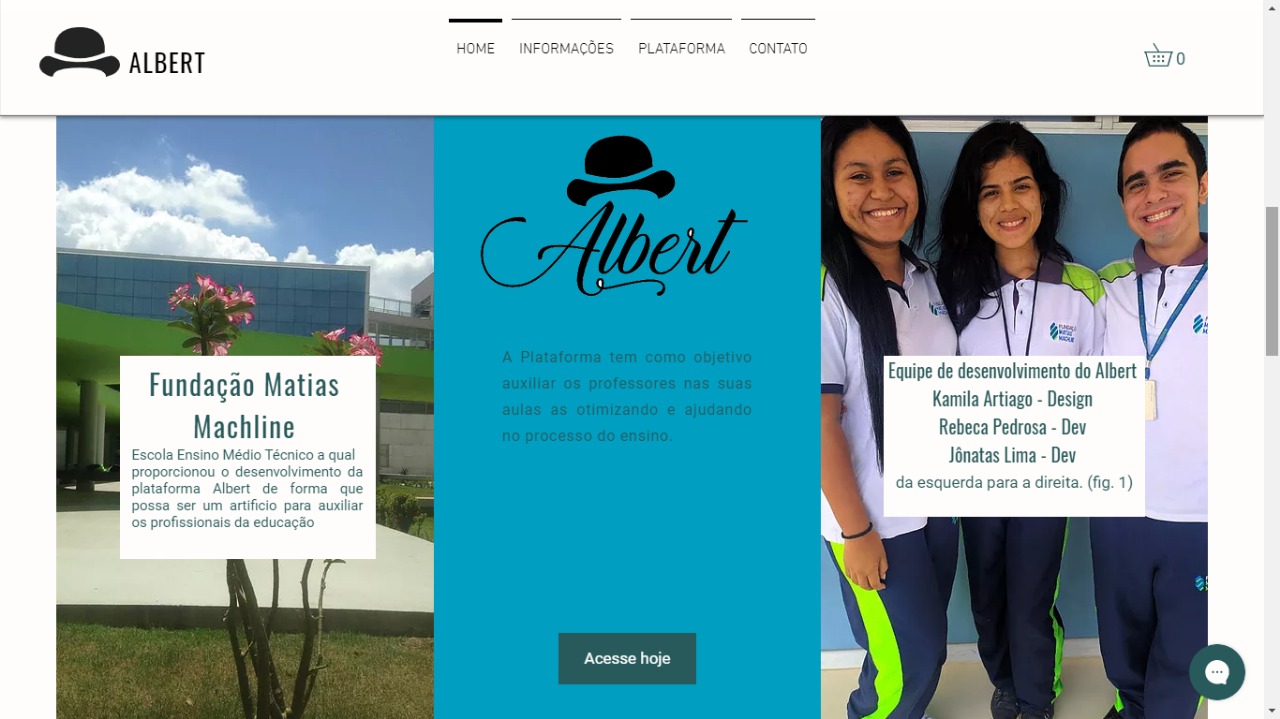 ALBERT
HOME
INFORMAÇÕES
PLATAFORMA
CONTATO
0
Fundação Matias
Machline
Escola Ensino Médio Técnico a qual
proporcionou o desenvolvimento da
plataforma Albert de forma que
possa ser um artificio para auxiliar
os profissionais da educação
Albert
A Plataforma tem como objetivo
auxiliar os professores nas suas
aulas as otimizando e ajudando
no processo do ensino.
Acesse hoje
FUNDAÇÃO
MATIAS
MACHLINE
Equipe de desenvolvimento do Albert
Kamila Artiago - Design
Rebeca Pedrosa - Dev
Jônatas Lima - Dev
da esquerda para a direita. (fig. 1)